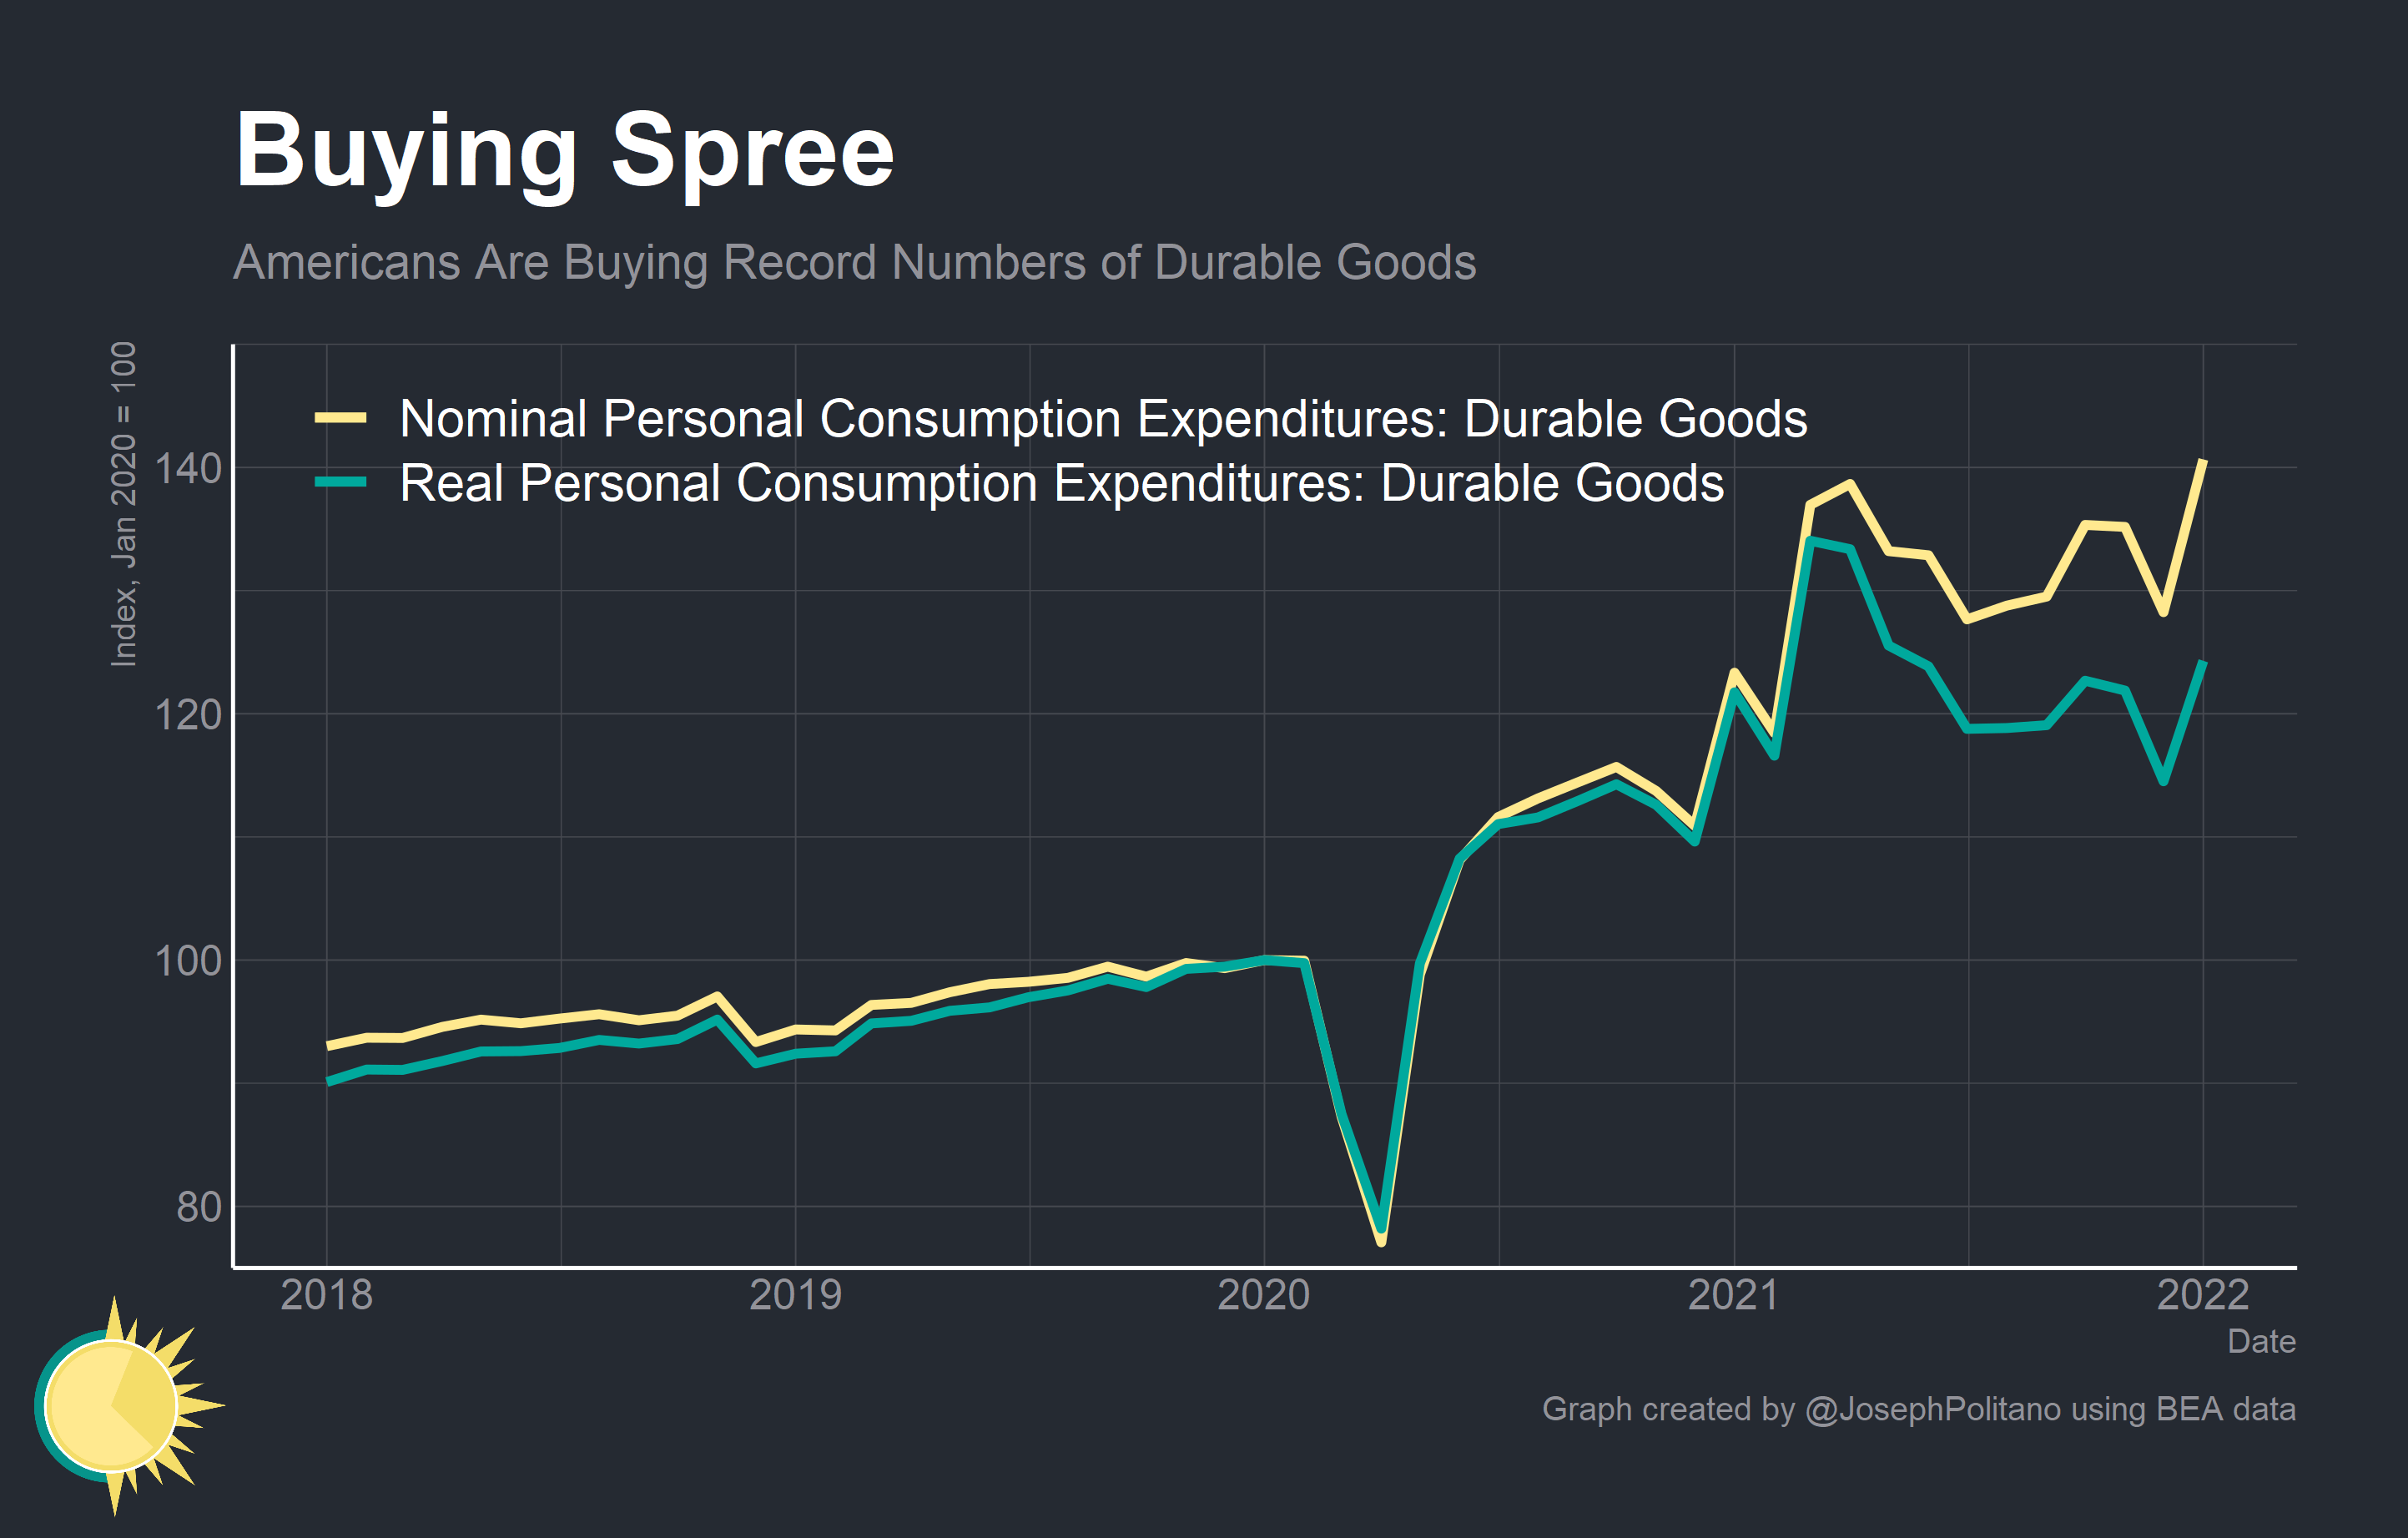 Buying Spree
Americans Are Buying Record Numbers of Durable Goods
Index, Jan 2020 = 100
Nominal Personal Consumption Expenditures: Durable Goods
Real Personal Consumption Expenditures: Durable Goods
140
120
100
80
2018 2019 2020 2021 2022
Date
Graph created by @JosephPolitano using BEA data